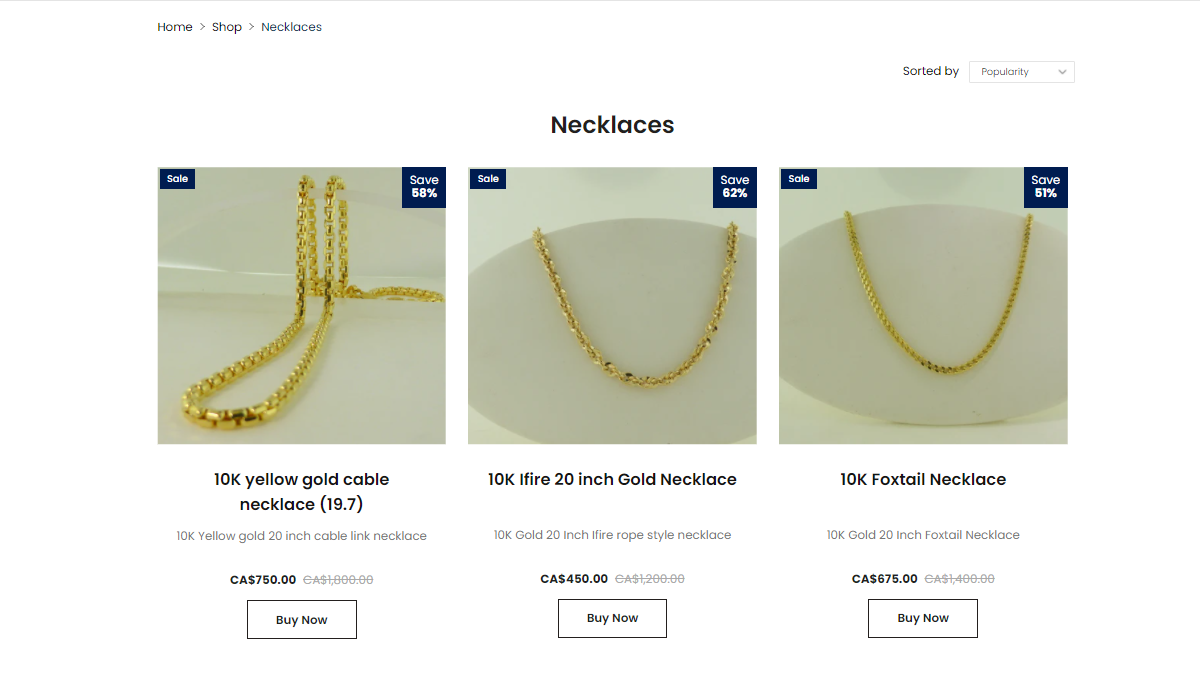 Home > Shop > Necklaces
Sorted by Popularity
Necklaces
Sale
Save
58%
Sale
Save
62%
Sale
Save
51%
10K yellow gold cable
necklace (19.7)
10K Yellow gold 20 inch cable link necklace
CA$750.00 CA$1,800.00
Buy Now
10K Ifire 20 inch Gold Necklace
10K Gold 20 Inch Ifire rope style necklace
CA$450.00 CA$1,200.00
Buy Now
10K Foxtail Necklace
10K Gold 20 Inch Foxtail Necklace
CA$675.00 CA$1,400.00
Buy Now